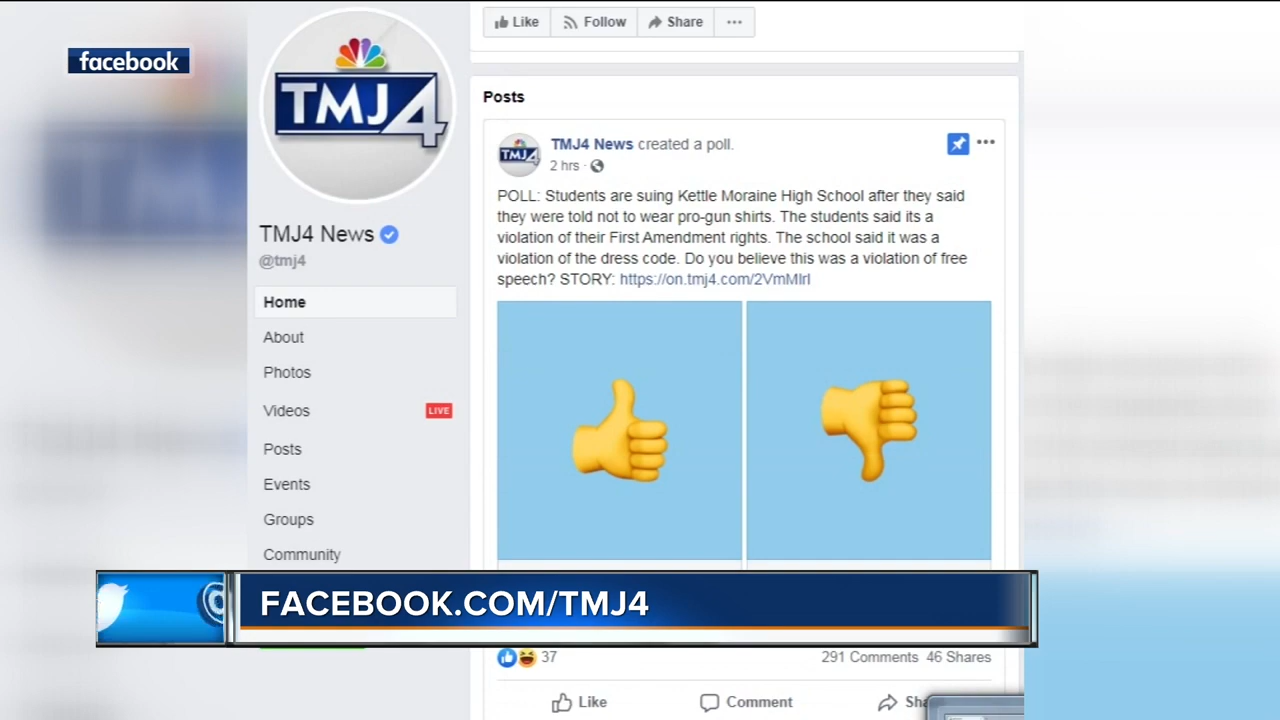 facebook
Like Follow Share
TMJ4
TMJ4 News
@tmj4
Home
About
Photos
Videos LIVE
Posts
Events
Groups
Community
Posts
TMJ4
TMJ4 News created a poll.
2 hrs
POLL: Students are suing Kettle Moraine High School after they said
they were told not to wear pro-gun shirts. The students said its a
violation of their First Amendment rights. The school said it was a
violation of the dress code. Do you believe this was a violation of free
speech? STORY: https://on.tmj4.com/2VmMIrI
FACEBOOK.COM/TMJ4
37 291 Comments 46 Shares
Like Comment Sha